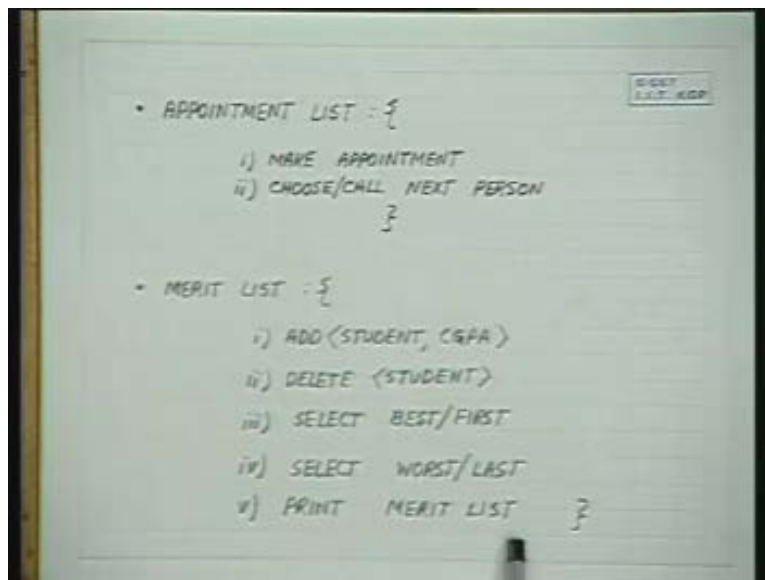 • APPOINTMENT LIST : {
I.I.T. KGP
i) MAKE APPOINTMENT
ii) CHOOSE/CALL NEXT PERSON
}
• MERIT LIST : {
i) ADD <STUDENT, CGPA>
ii) DELETE <STUDENT>
iii) SELECT BEST/FIRST
iv) SELECT WORST/LAST
v) PRINT MERIT LIST }